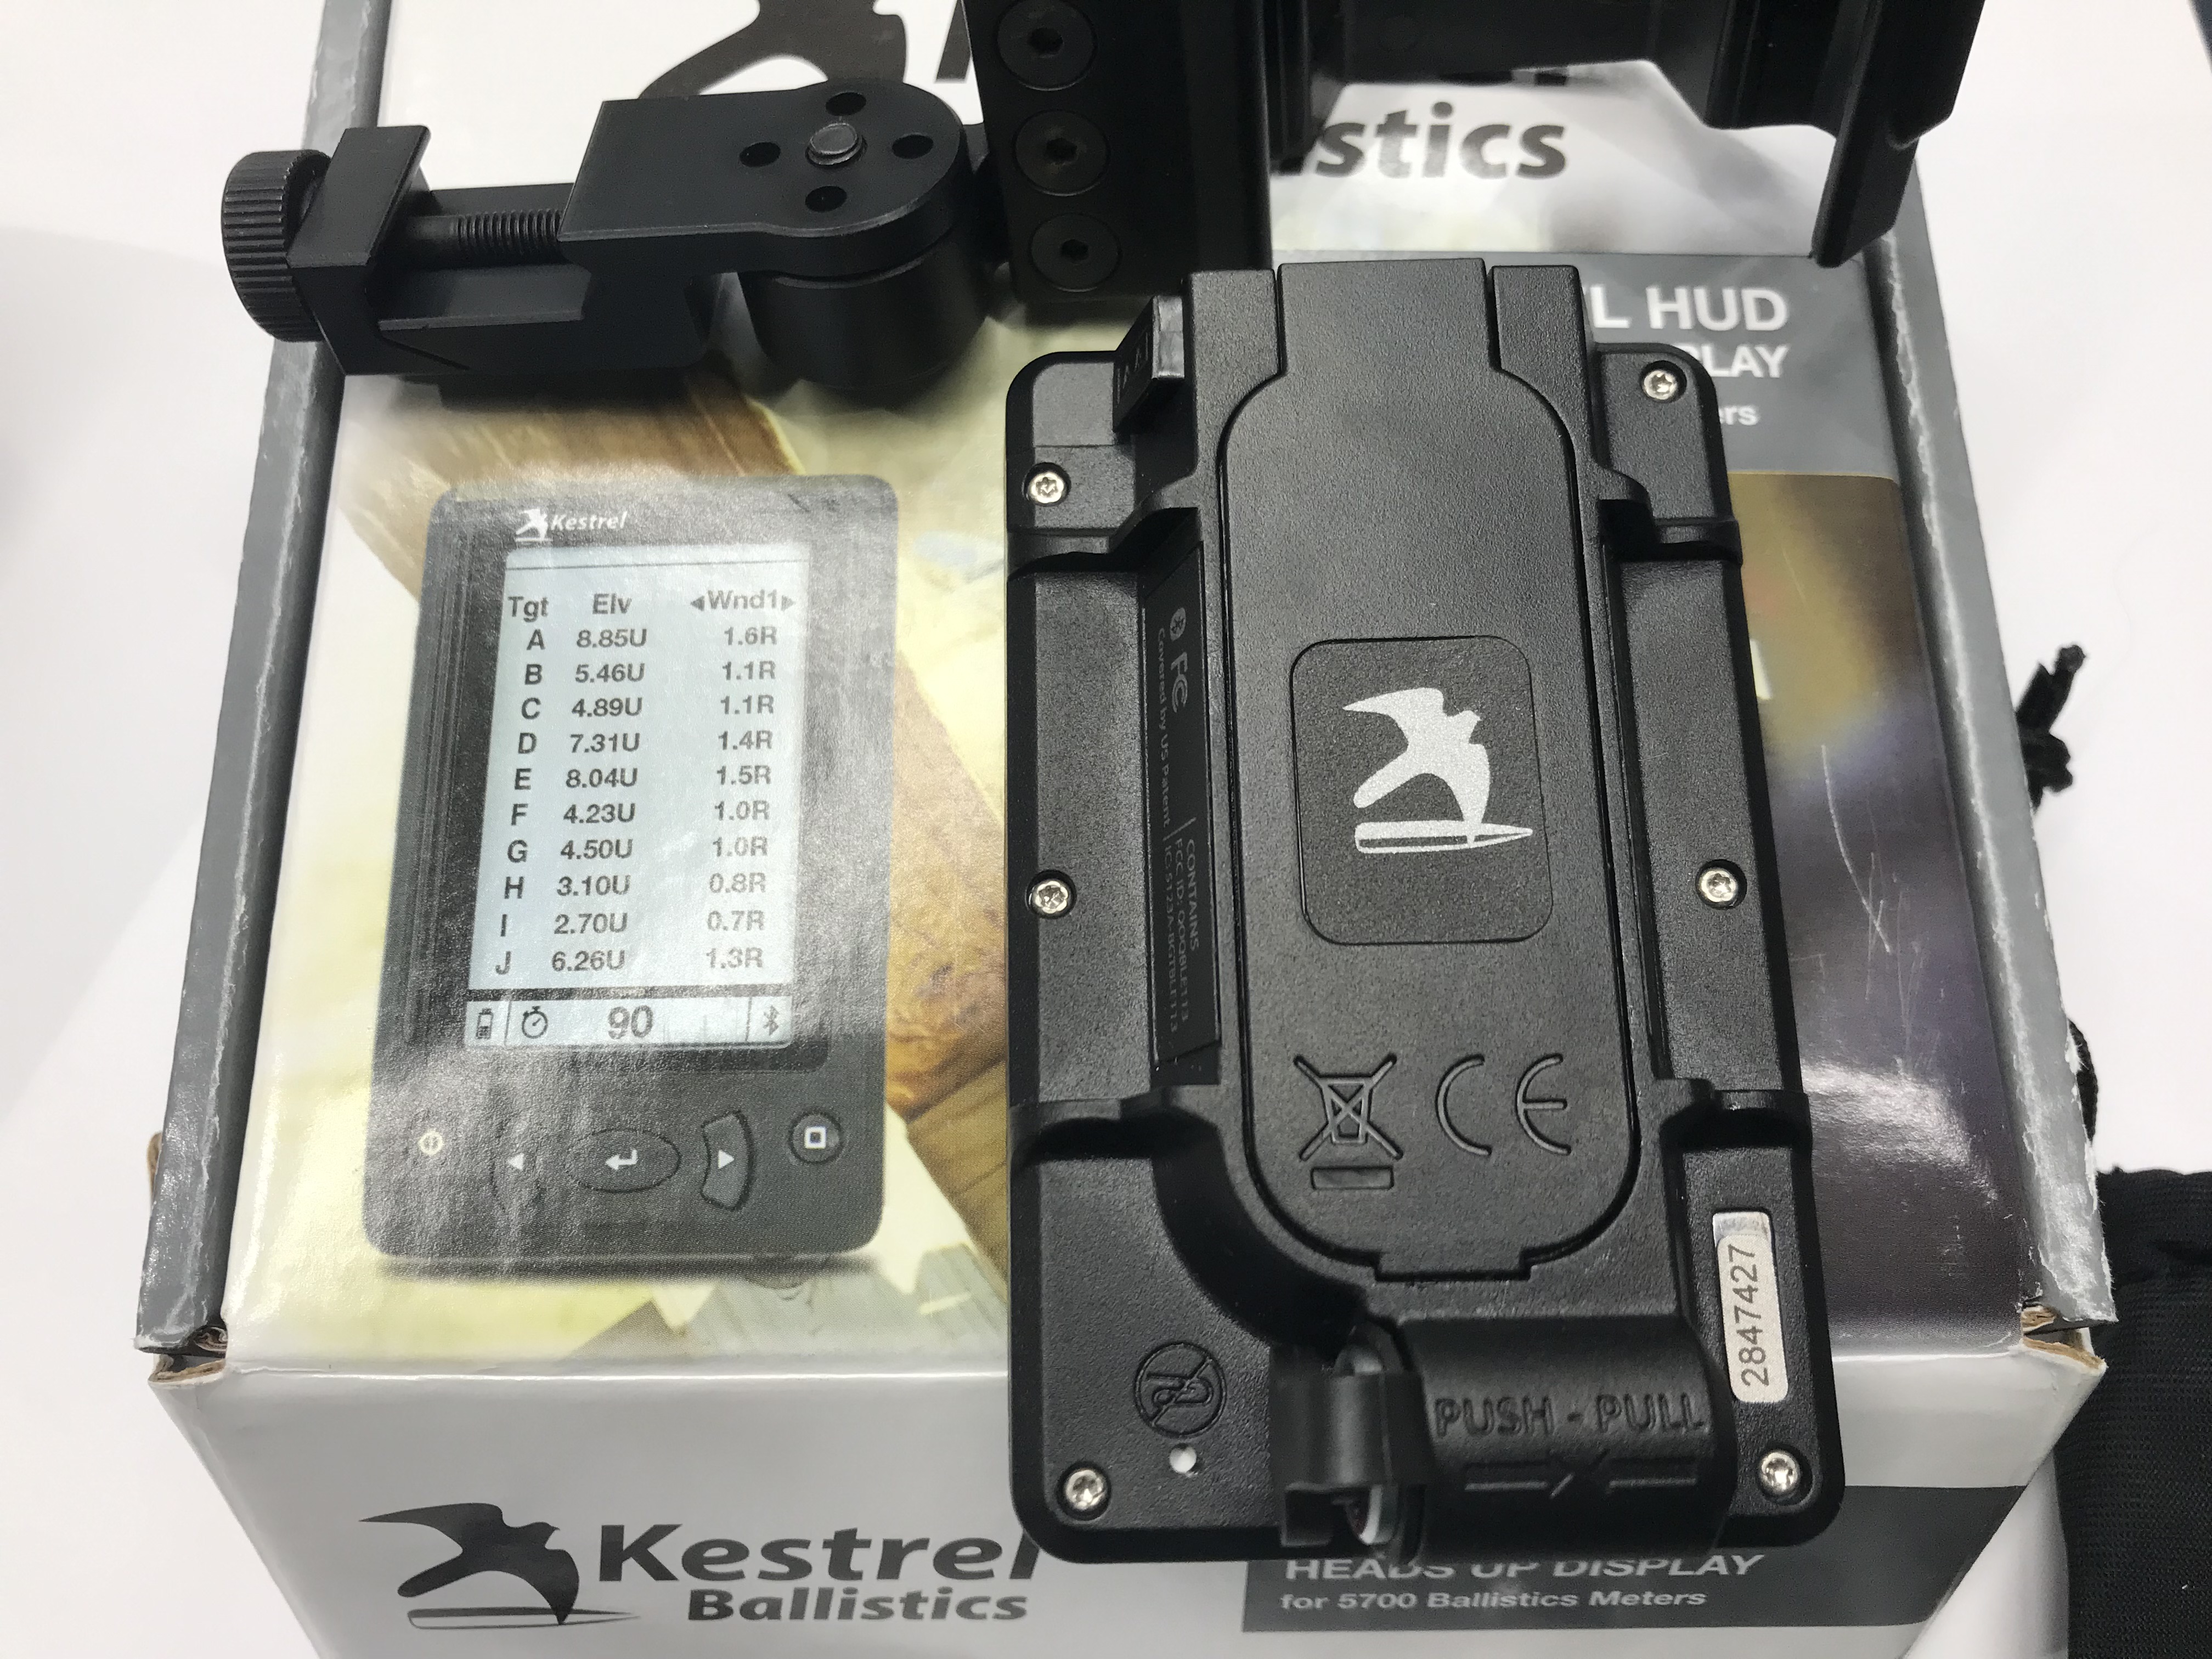 stics
L HUD
PLAY
ers
Kestrel
Tgt Elv ◀Wnd1▶
A 8.85U 1.6R
B 5.46U 1.1R
C 4.89U 1.1R
D 7.31U 1.4R
E 8.04U 1.5R
F 4.23U 1.0R
G 4.50U 1.0R
H 3.10U 0.8R
I 2.70U 0.7R
J 6.26U 1.3R
90
FC
Covered by US Patent
CONTAINS
CE
2847427
PUSH - PULL
Kestrel
Ballistics
HEADS UP DISPLAY
for 5700 Ballistics Meters